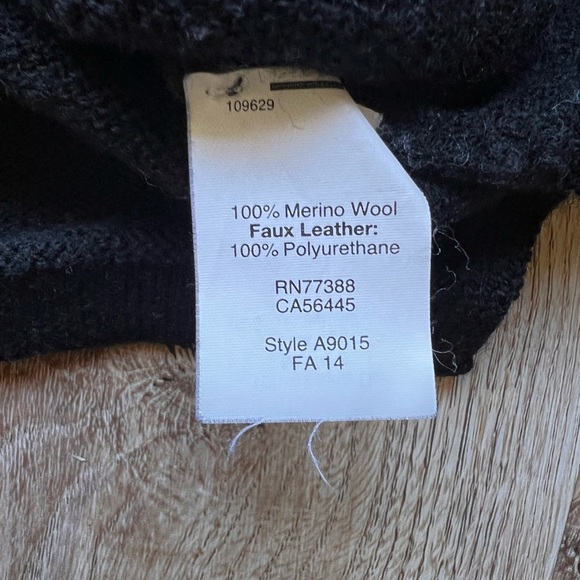 109629
100% Merino Wool
Faux Leather:
100% Polyurethane
RN77388
CA56445
Style A9015
FA 14